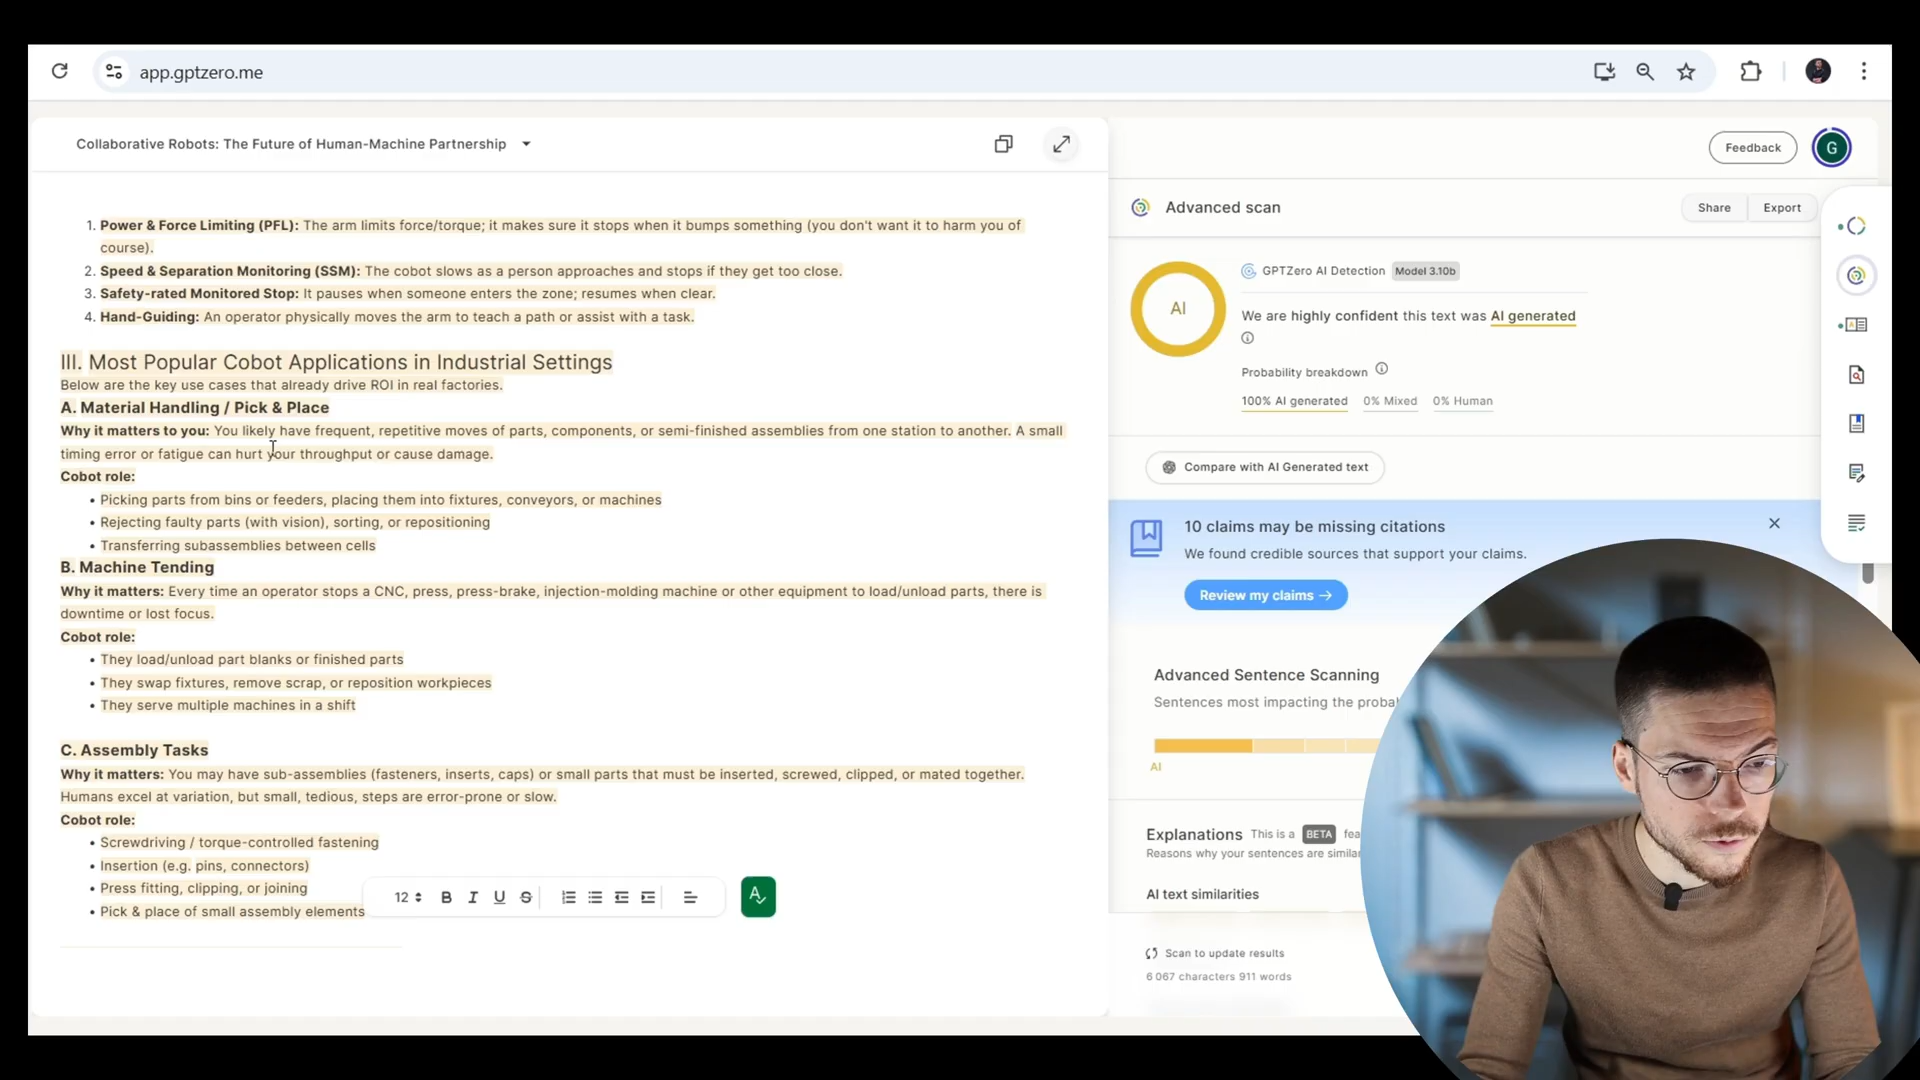 app.gptzero.me
Collaborative Robots: The Future of Human-Machine Partnership
1. Power & Force Limiting (PFL): The arm limits force/torque; it makes sure it stops when it bumps something (you don't want it to harm you of
course).
2. Speed & Separation Monitoring (SSM): The cobot slows as a person approaches and stops if they get too close.
3. Safety-rated Monitored Stop: It pauses when someone enters the zone; resumes when clear.
4. Hand-Guiding: An operator physically moves the arm to teach a path or assist with a task.
III. Most Popular Cobot Applications in Industrial Settings
Below are the key use cases that already drive ROI in real factories.
A. Material Handling / Pick & Place
Why it matters to you: You likely have frequent, repetitive moves of parts, components, or semi-finished assemblies from one station to another. A small
timing error or fatigue can hurt your throughput or cause damage.
Cobot role:
• Picking parts from bins or feeders, placing them into fixtures, conveyors, or machines
• Rejecting faulty parts (with vision), sorting, or repositioning
• Transferring subassemblies between cells
B. Machine Tending
Why it matters: Every time an operator stops a CNC, press, press-brake, injection-molding machine or other equipment to load/unload parts, there is
downtime or lost focus.
Cobot role:
• They load/unload part blanks or finished parts
• They swap fixtures, remove scrap, or reposition workpieces
• They serve multiple machines in a shift
C. Assembly Tasks
Why it matters: You may have sub-assemblies (fasteners, inserts, caps) or small parts that must be inserted, screwed, clipped, or mated together.
Humans excel at variation, but small, tedious, steps are error-prone or slow.
Cobot role:
• Screwdriving / torque-controlled fastening
• Insertion (e.g. pins, connectors)
• Press fitting, clipping, or joining
• Pick & place of small assembly elements
12 B I U S
A
Feedback
G
Advanced scan
Share
Export
AI
GPTZero AI Detection Model 3.10b
We are highly confident this text was AI generated
Probability breakdown
100% AI generated 0% Mixed 0% Human
Compare with AI Generated text
10 claims may be missing citations
We found credible sources that support your claims.
Review my claims →
Advanced Sentence Scanning
Sentences most impacting the proba
AI
Explanations This is a BETA fea
Reasons why your sentences are simila
AI text similarities
Scan to update results
6 067 characters 911 words